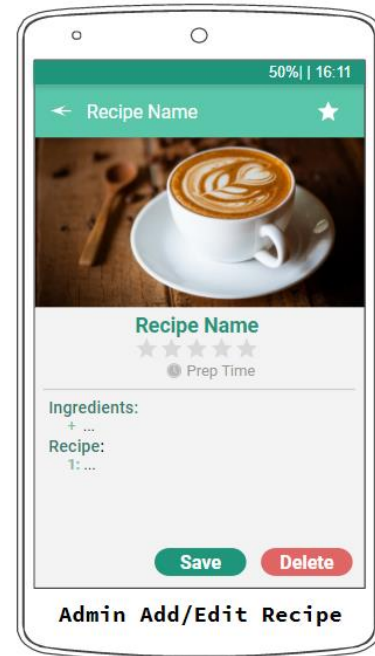 50%| | 16:11
Recipe Name
Recipe Name
Prep Time
Ingredients:
+ ...
Recipe:
1: ...
Save Delete
Admin Add/Edit Recipe